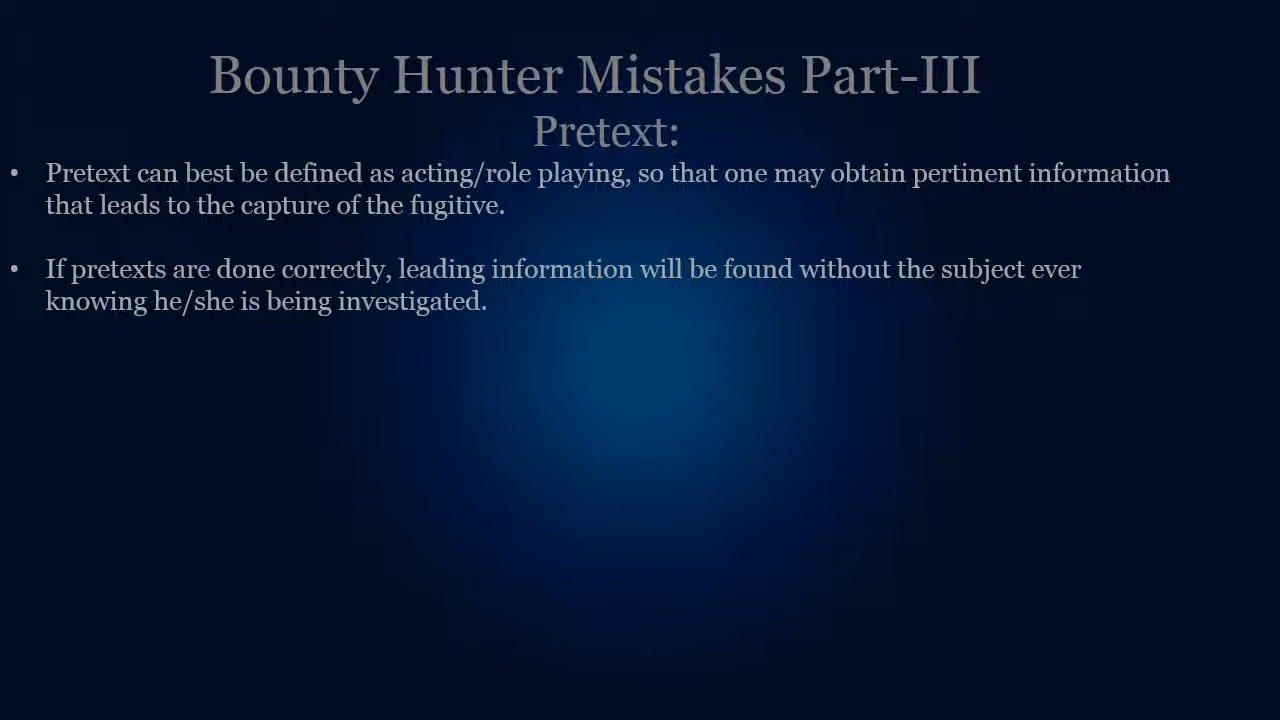 Bounty Hunter Mistakes Part-III
Pretext:
• Pretext can best be defined as acting/role playing, so that one may obtain pertinent information
that leads to the capture of the fugitive.
• If pretexts are done correctly, leading information will be found without the subject ever
knowing he/she is being investigated.